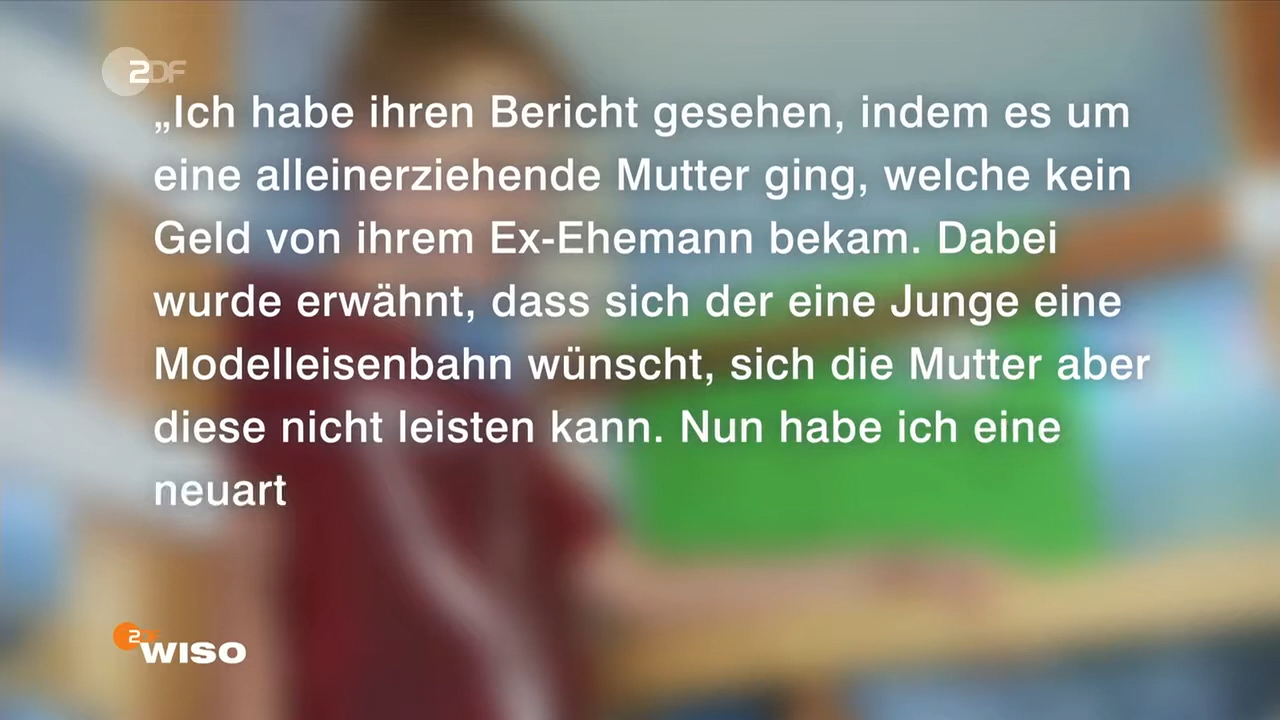 ZDF
„Ich habe ihren Bericht gesehen, indem es um
eine alleinerziehende Mutter ging, welche kein
Geld von ihrem Ex-Ehemann bekam. Dabei
wurde erwähnt, dass sich der eine Junge eine
Modelleisenbahn wünscht, sich die Mutter aber
diese nicht leisten kann. Nun habe ich eine
neuart
ZDF
WISO